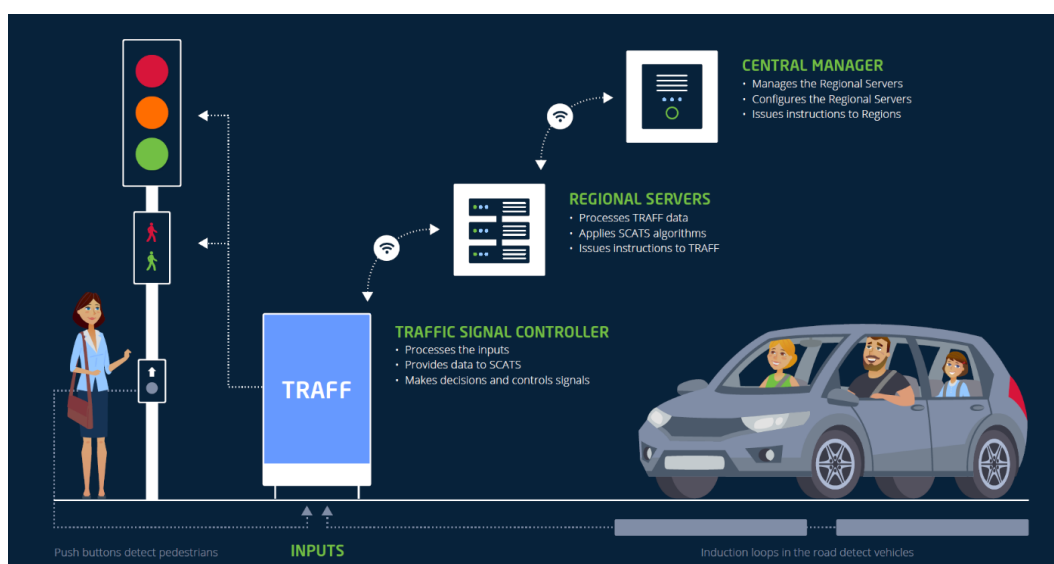 CENTRAL MANAGER
• Manages the Regional Servers
• Configures the Regional Servers
• Issues instructions to Regions
REGIONAL SERVERS
• Processes TRAFF data
• Applies SCATS algorithms
• Issues instructions to TRAFF
TRAFFIC SIGNAL CONTROLLER
• Processes the inputs
• Provides data to SCATS
• Makes decisions and controls signals
TRAFF
Push buttons detect pedestrians
INPUTS
Induction loops in the road detect vehicles